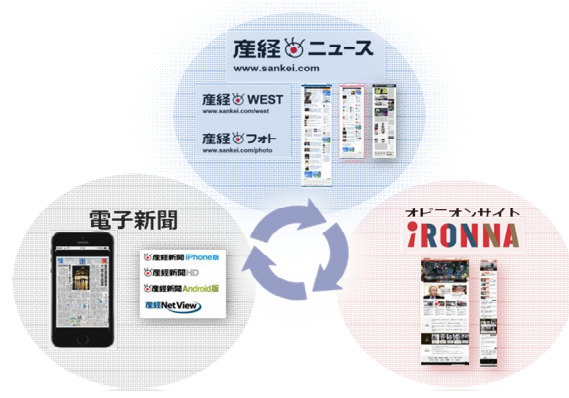 産経ニュース
www.sankei.com
産経WEST
www.sankei.com/west
産経フォト
www.sankei.com/photo
電子新聞
産経新聞iPhone版
産経新聞HD
産経新聞Android版
産経NetView
オピニオンサイト
iRONNA